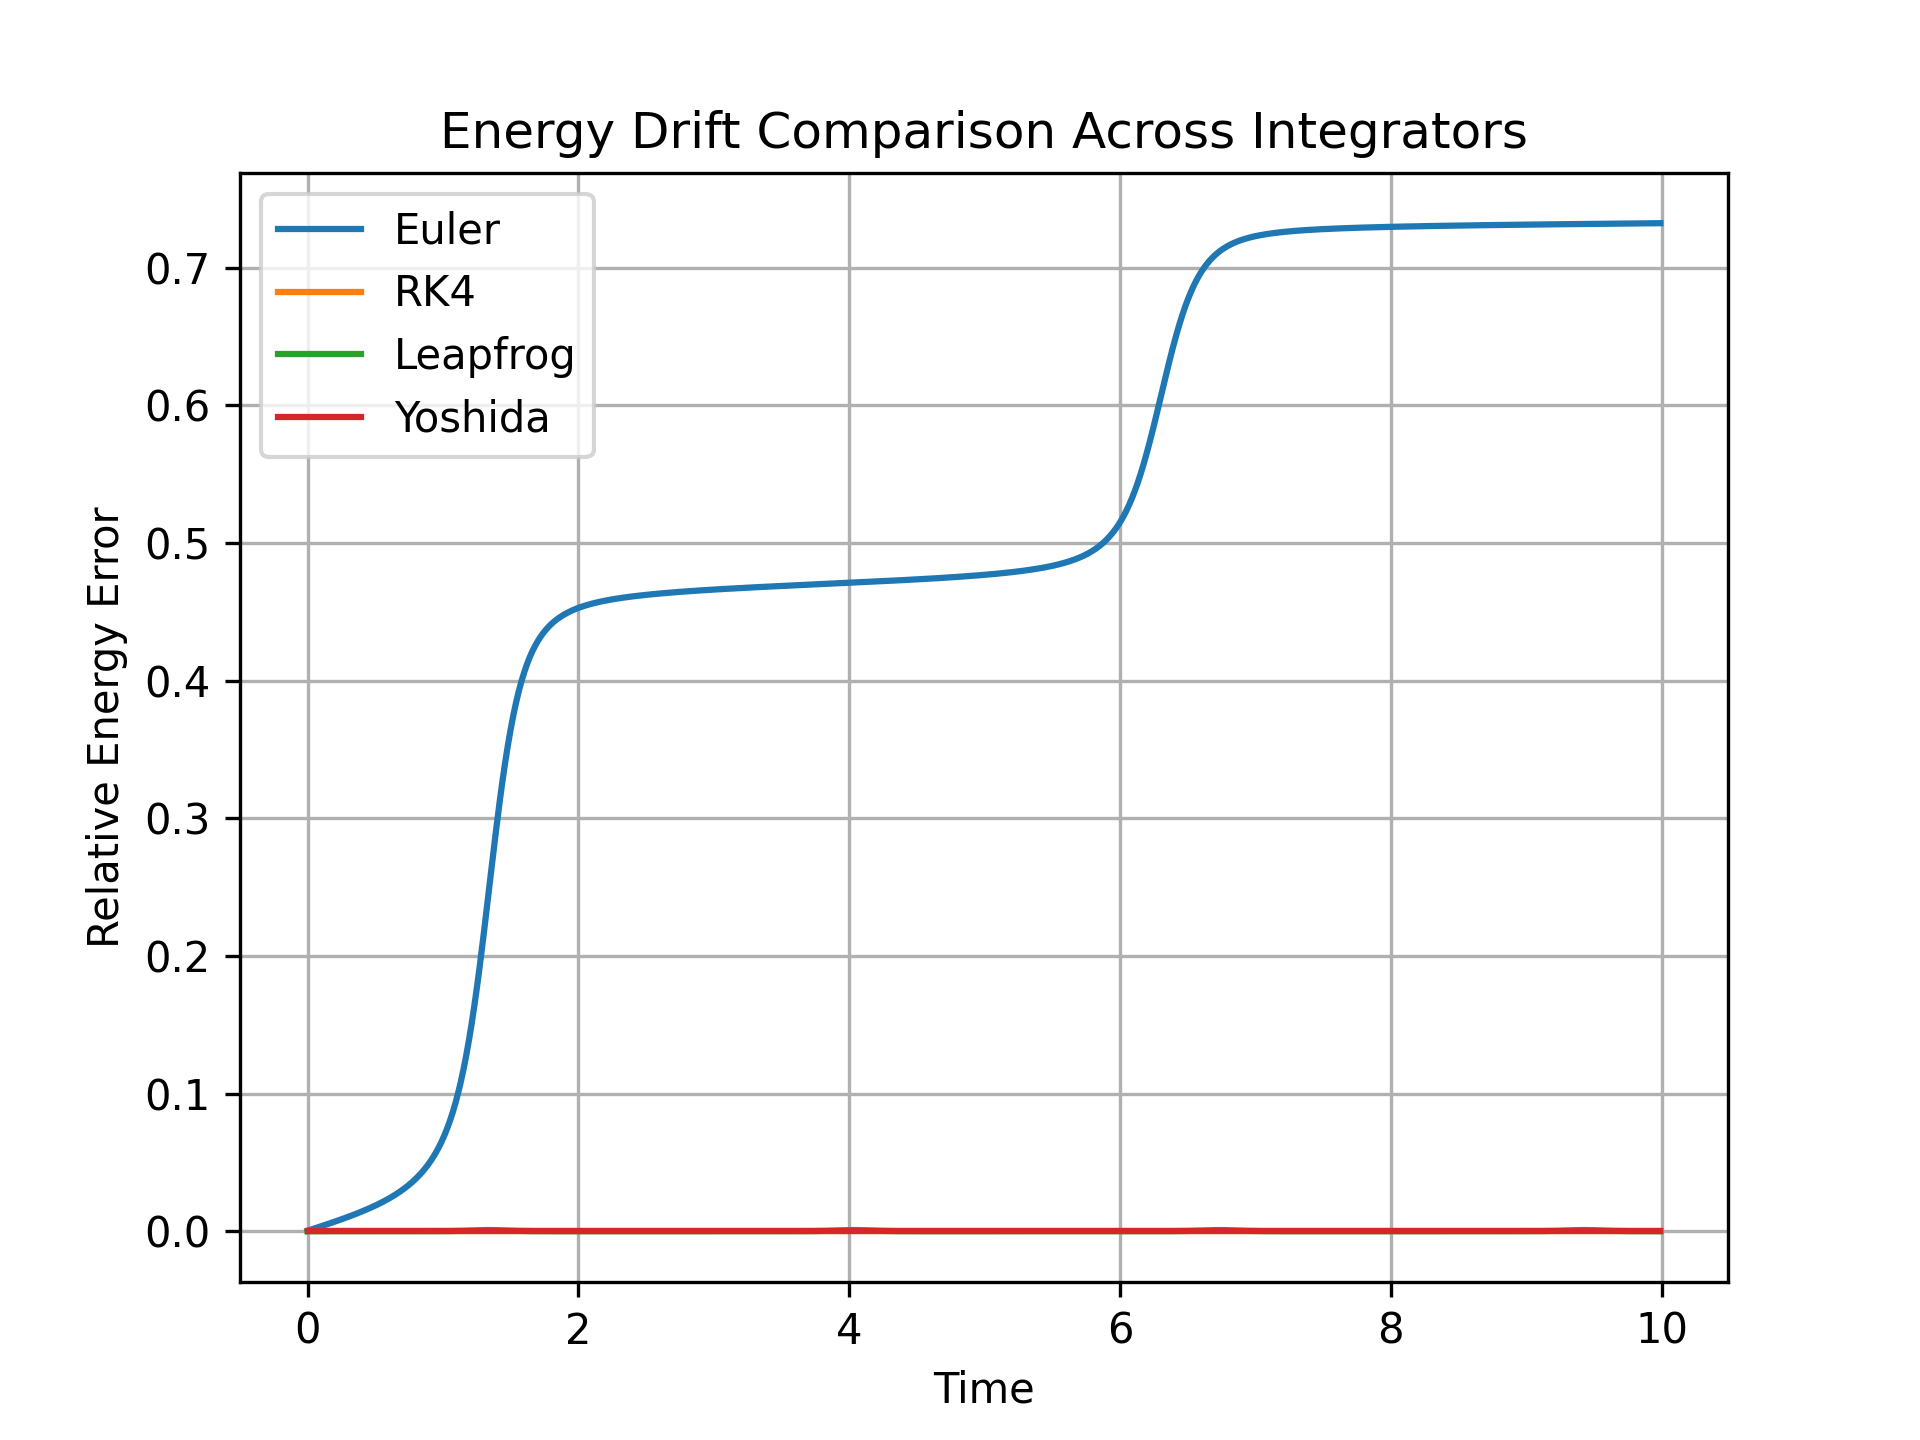 Energy Drift Comparison Across Integrators
Euler
RK4
Leapfrog
Yoshida
Relative Energy Error
0.7
0.6
0.5
0.4
0.3
0.2
0.1
0.0
0 2 4 6 8 10
Time